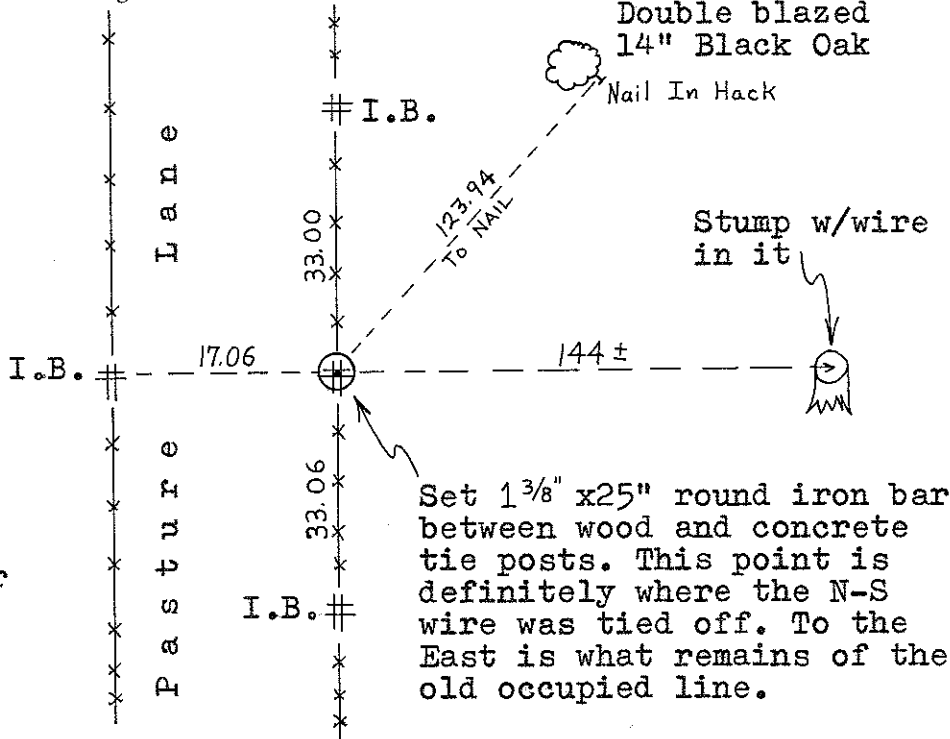 Double blazed
14" Black Oak
Nail In Hack
I.B.
Pasture Lane
33.00
123.94
TO NAIL
Stump w/wire
in it
I.B.
17.06
144 ±
33.06
I.B.
Set 1 3/8" x25" round iron bar
between wood and concrete
tie posts. This point is
definitely where the N-S
wire was tied off. To the
East is what remains of the
old occupied line.